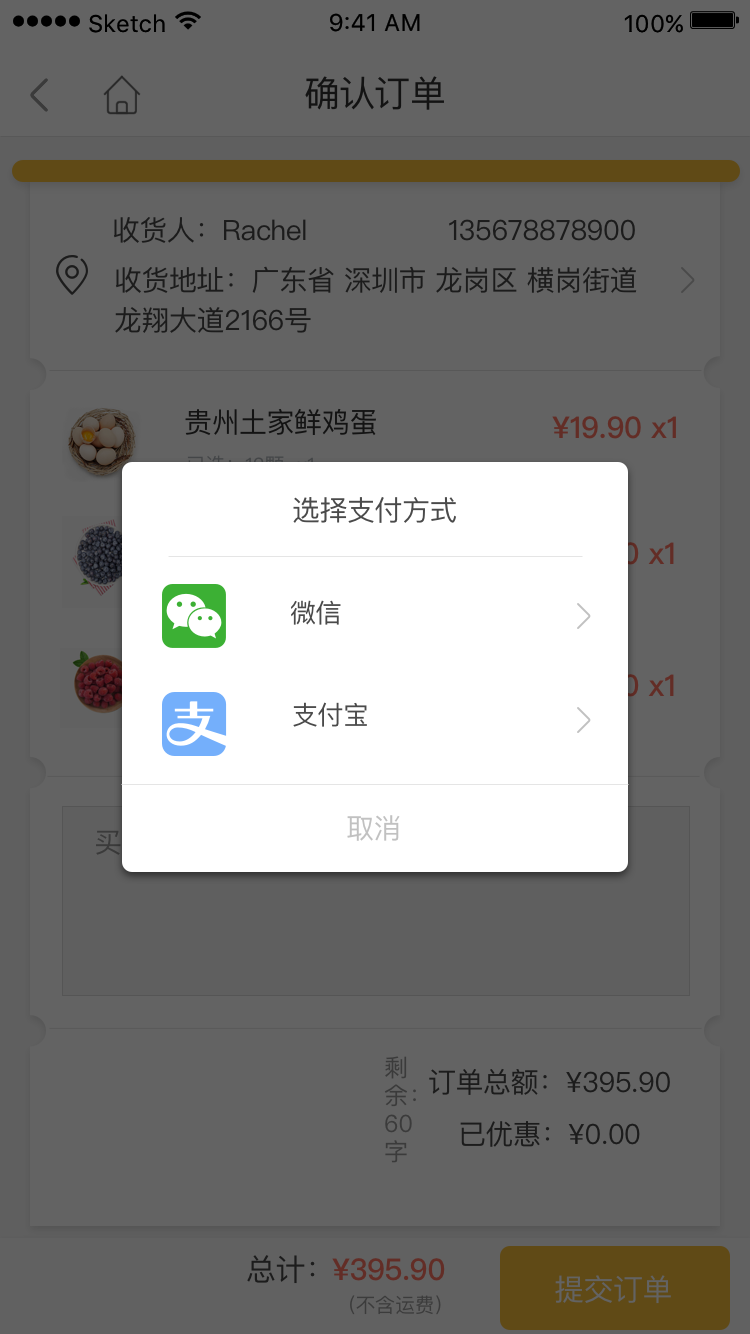 Sketch 9:41 AM 100%
确认订单
收货人：Rachel 135678878900
收货地址：广东省 深圳市 龙岗区 横岗街道
龙翔大道2166号
贵州土家鲜鸡蛋 ¥19.90 x1
选择支付方式
0 x1
微信
0 x1
支付宝
取消
买
剩
余：
60
字
订单总额：¥395.90
已优惠：¥0.00
总计：¥395.90
(不含运费)
提交订单